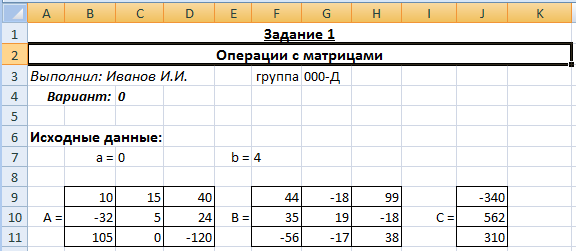 A B C D E F G H I J K
1 Задание 1
2 Операции с матрицами
3 Выполнил: Иванов И.И. группа 000-Д
4 Вариант: 0
5
6 Исходные данные:
7 a = 0 b = 4
8
9 10 15 40 44 -18 99 -340
10 A = -32 5 24 B = 35 19 -18 C = 562
11 105 0 -120 -56 -17 38 310